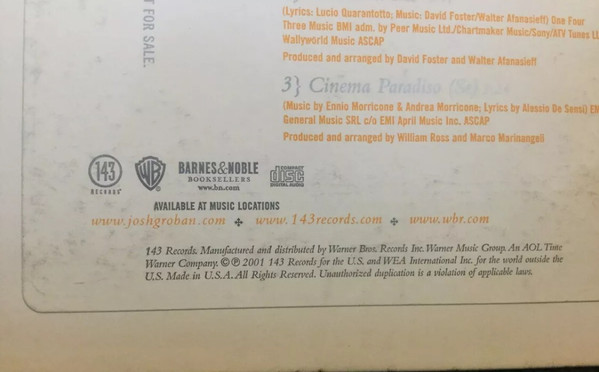 T FOR SALE.
(Lyrics: Lucio Quarantotto; Music: David Foster/Walter Afanasieff) One Four
Three Music BMI adm. by Peer Music Ltd./Chartmaker Music/Sony/ATV Tunes LL
Wallyworld Music ASCAP
Produced and arranged by David Foster and Walter Afanasieff
3} Cinema Paradiso (Se)
(Music by Ennio Morricone & Andrea Morricone; Lyrics by Alessio De Sensi) EM
General Music SRL c/o EMI April Music Inc. ASCAP
Produced and arranged by William Ross and Marco Marinangeli
143
RECORDS
WB
BARNES&NOBLE
BOOKSELLERS
www.bn.com
COMPACT
disc
DIGITAL AUDIO
AVAILABLE AT MUSIC LOCATIONS
www.joshgroban.com ✤ www.143records.com ✤ www.wbr.com
143 Records. Manufactured and distributed by Warner Bros. Records Inc. Warner Music Group. An AOL Time
Warner Company. © ℗ 2001 143 Records for the U.S. and WEA International Inc. for the world outside the
U.S. Made in U.S.A. All Rights Reserved. Unauthorized duplication is a violation of applicable laws.